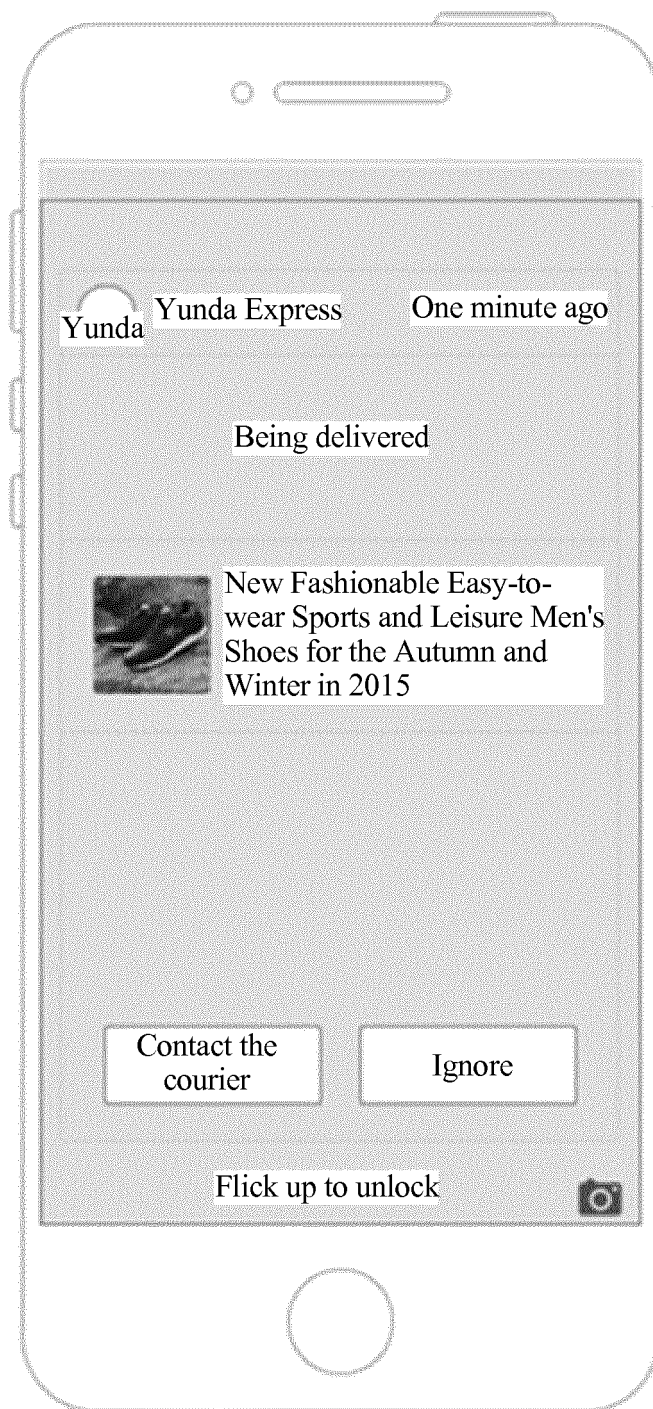 Yunda
Yunda Express
One minute ago
Being delivered
New Fashionable Easy-to-
wear Sports and Leisure Men's
Shoes for the Autumn and
Winter in 2015
Contact the
courier
Ignore
Flick up to unlock